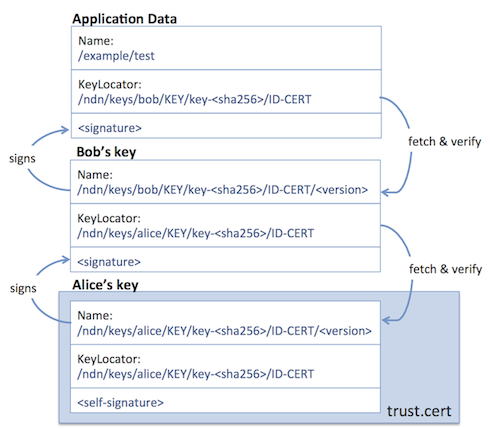 Application Data
Name:
/example/test
KeyLocator:
/ndn/keys/bob/KEY/key-<sha256>/ID-CERT
<signature>
signs
fetch & verify
Bob's key
Name:
/ndn/keys/bob/KEY/key-<sha256>/ID-CERT/<version>
KeyLocator:
/ndn/keys/alice/KEY/key-<sha256>/ID-CERT
<signature>
signs
fetch & verify
Alice's key
Name:
/ndn/keys/alice/KEY/key-<sha256>/ID-CERT/<version>
KeyLocator:
/ndn/keys/alice/KEY/key-<sha256>/ID-CERT
<self-signature>
trust.cert